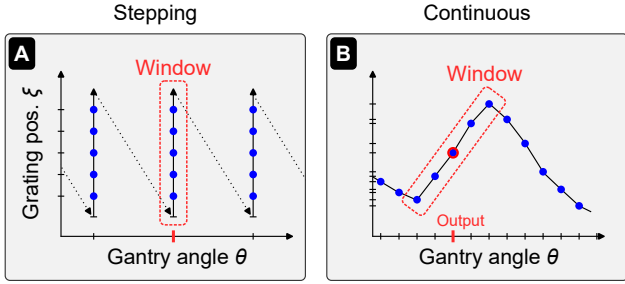 Stepping
Continuous
A
Window
Grating pos. ξ
Gantry angle θ
B
Window
Output
Gantry angle θ